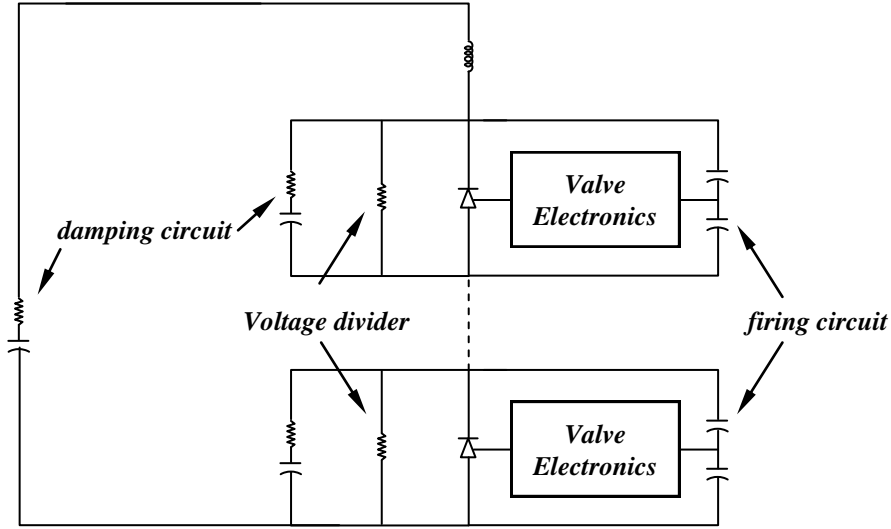 Valve
Electronics
damping circuit
Voltage divider
firing circuit
Valve
Electronics